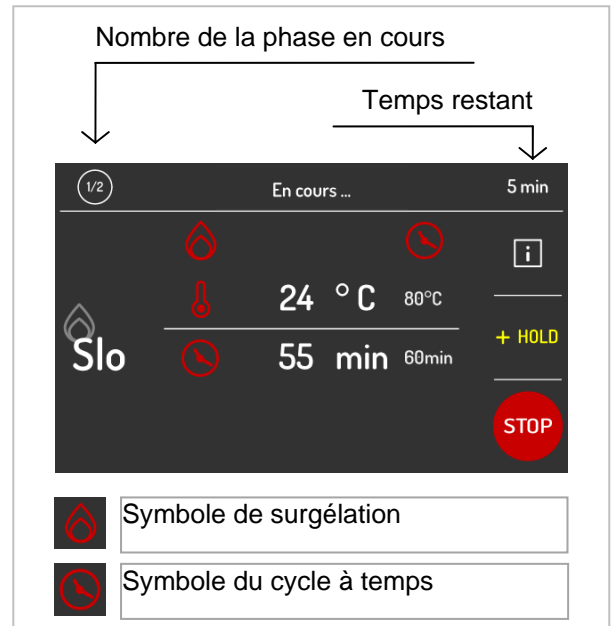 Nombre de la phase en cours
Temps restant
1/2 En cours ... 5 min
i
24 °C 80°C
Slo
55 min 60min
+ HOLD
STOP
Symbole de surgélation
Symbole du cycle à temps